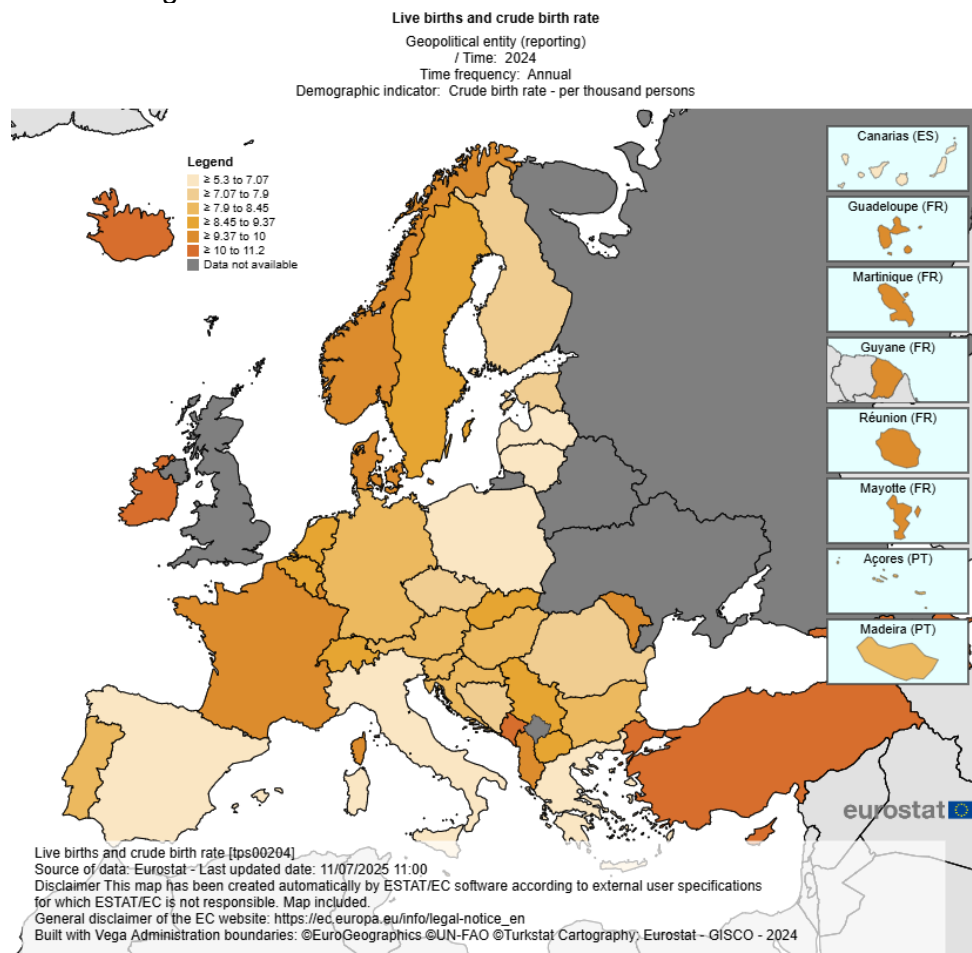 Live births and crude birth rate
Geopolitical entity (reporting)
/ Time: 2024
Time frequency: Annual
Demographic indicator: Crude birth rate - per thousand persons
Legend
≥ 5.3 to 7.07
≥ 7.07 to 7.9
≥ 7.9 to 8.45
≥ 8.45 to 9.37
≥ 9.37 to 10
≥ 10 to 11.2
Data not available
Canarias (ES)
Guadeloupe (FR)
Martinique (FR)
Guyane (FR)
Réunion (FR)
Mayotte (FR)
Açores (PT)
Madeira (PT)
eurostat
Live births and crude birth rate [tps00204]
Source of data: Eurostat - Last updated date: 11/07/2025 11:00
Disclaimer This map has been created automatically by ESTAT/EC software according to external user specifications
for which ESTAT/EC is not responsible. Map included.
General disclaimer of the EC website: https://ec.europa.eu/info/legal-notice_en
Built with Vega Administration boundaries: ©EuroGeographics ©UN-FAO ©Turkstat Cartography: Eurostat - GISCO - 2024